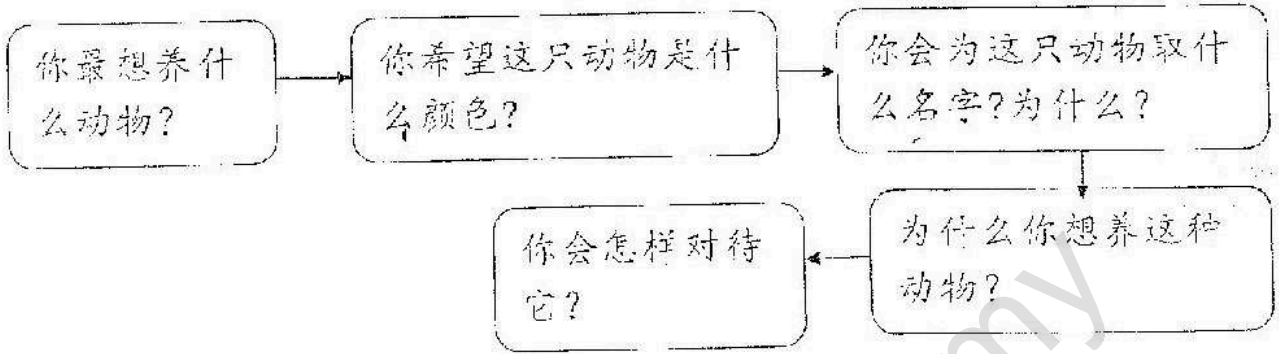 你最想养什
么动物?
你希望这只动物是什
么颜色?
你会为这只动物取什
么名字?为什么?
为什么你想养这种
动物?
你会怎样对待
它?
my